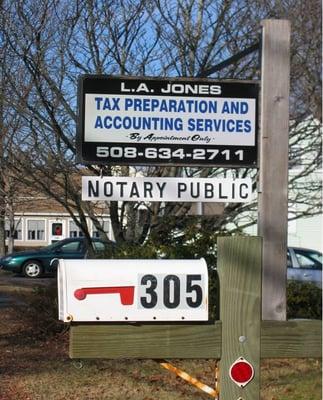 L.A. JONES
TAX PREPARATION AND
ACCOUNTING SERVICES
By Appointment Only
508-634-2711
NOTARY PUBLIC
305